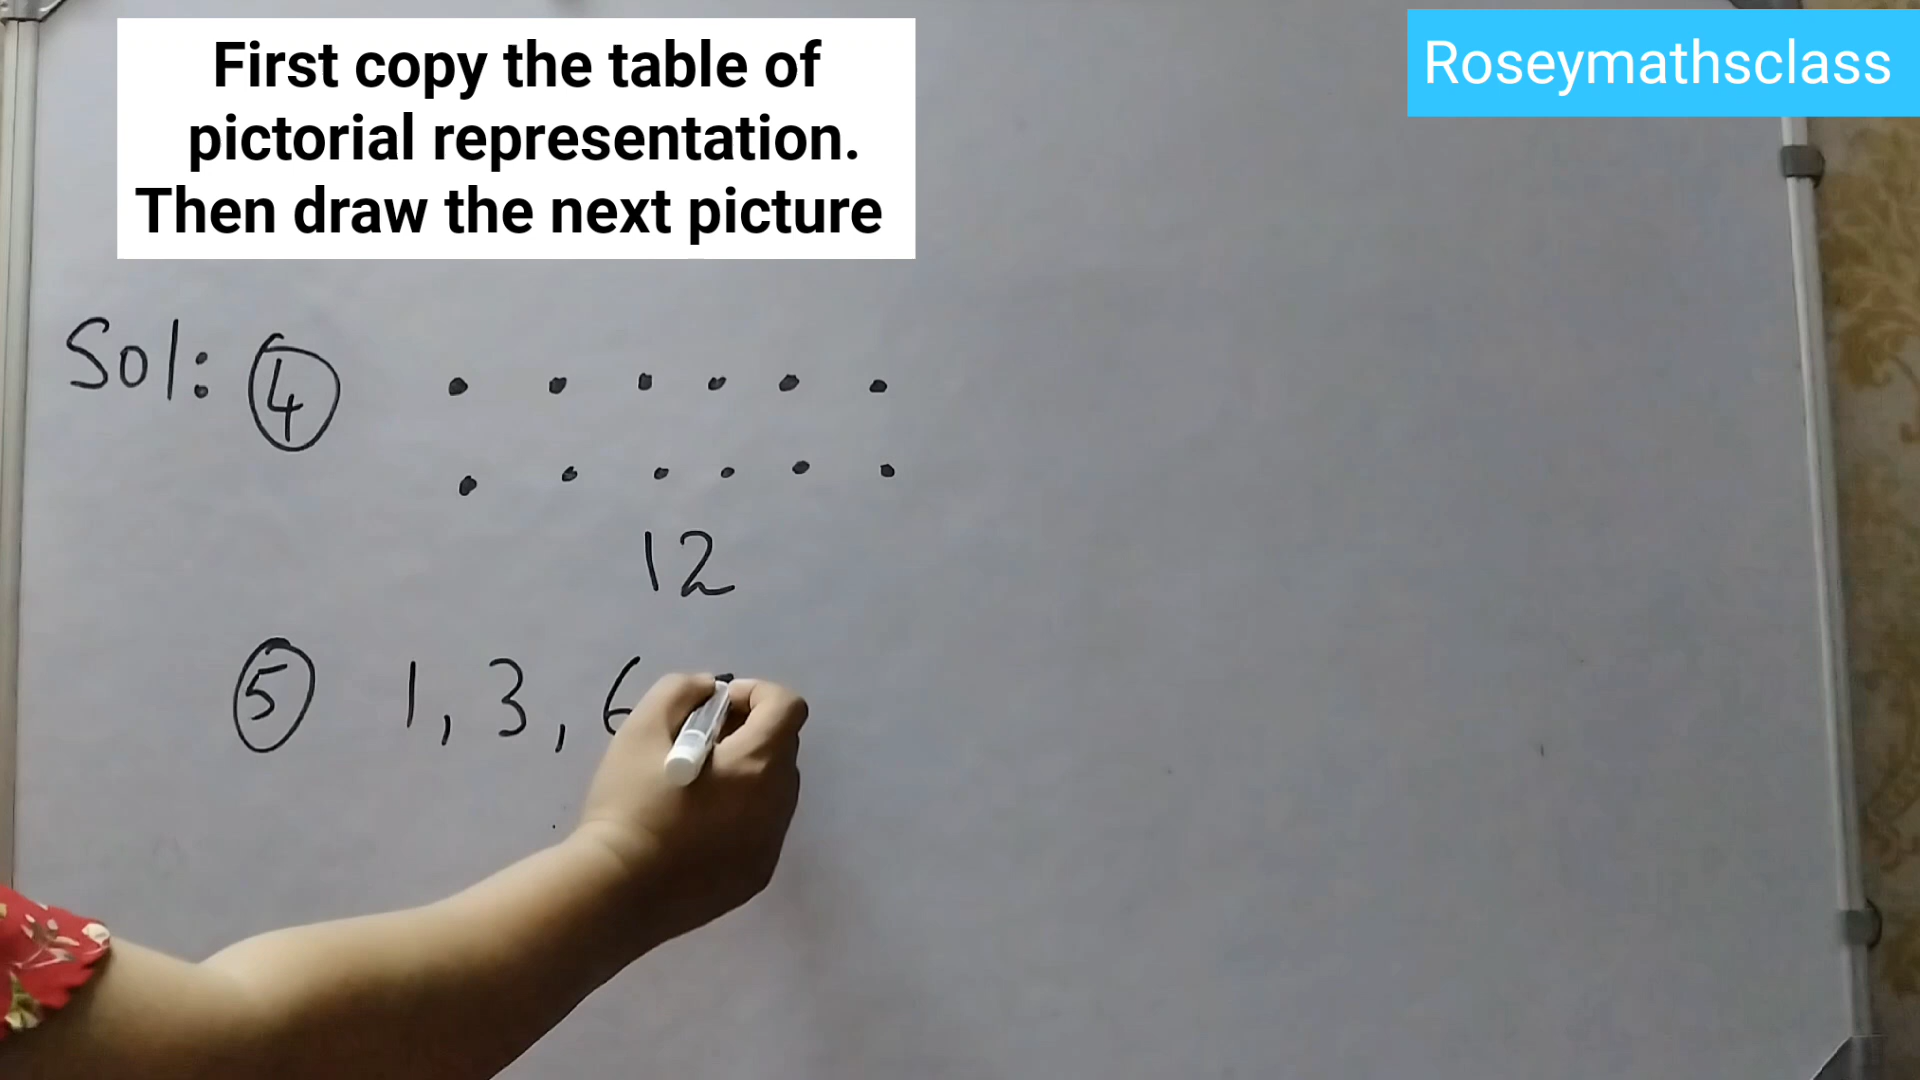 First copy the table of
pictorial representation.
Then draw the next picture
Roseymathsclass
Sol: 4
12
5 1, 3, 6